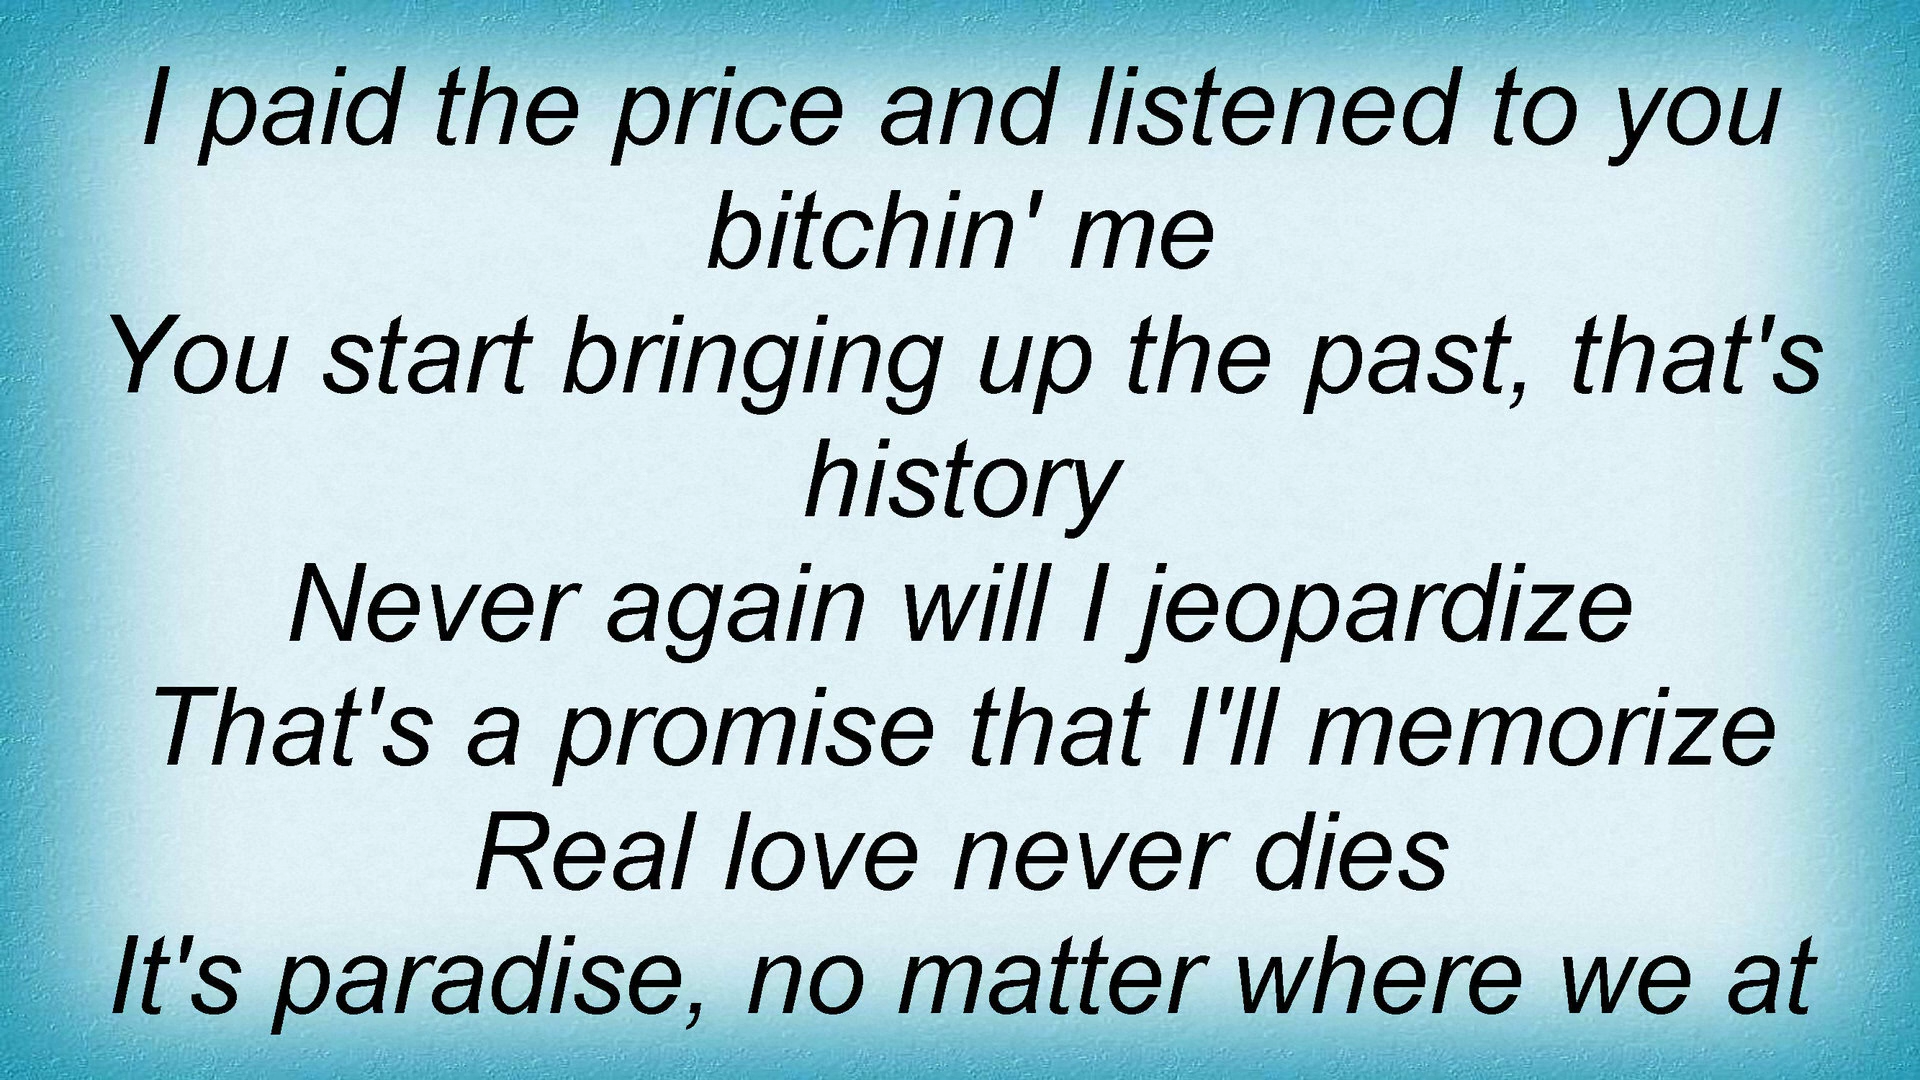 I paid the price and listened to you
bitchin' me
You start bringing up the past, that's
history
Never again will I jeopardize
That's a promise that I'll memorize
Real love never dies
It's paradise, no matter where we at